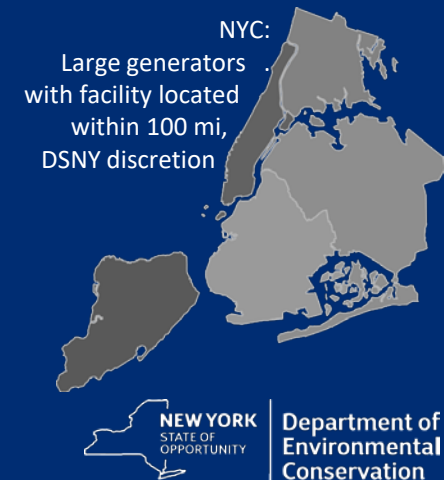 NYC:
Large generators
with facility located
within 100 mi,
DSNY discretion
NEW YORK
STATE OF
OPPORTUNITY
Department of
Environmental
Conservation